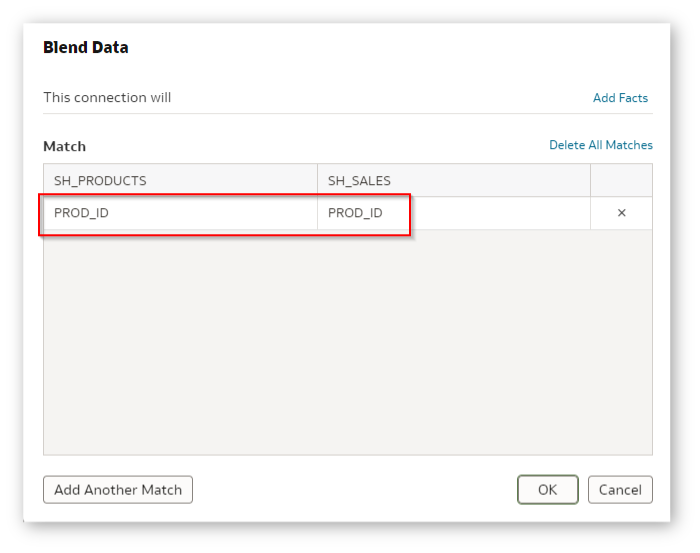 Blend Data
This connection will Add Facts
Match Delete All Matches
SH_PRODUCTS SH_SALES
PROD_ID PROD_ID ×
Add Another Match OK Cancel